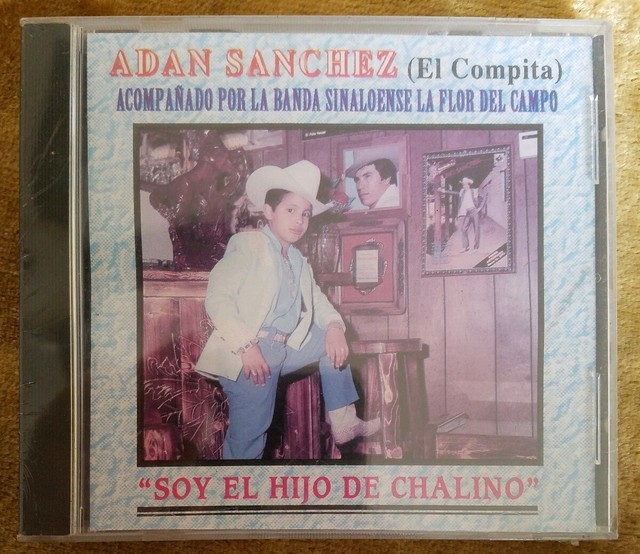 ADAN SANCHEZ (El Compita)
ACOMPAÑADO POR LA BANDA SINALOENSE LA FLOR DEL CAMPO
"SOY EL HIJO DE CHALINO"